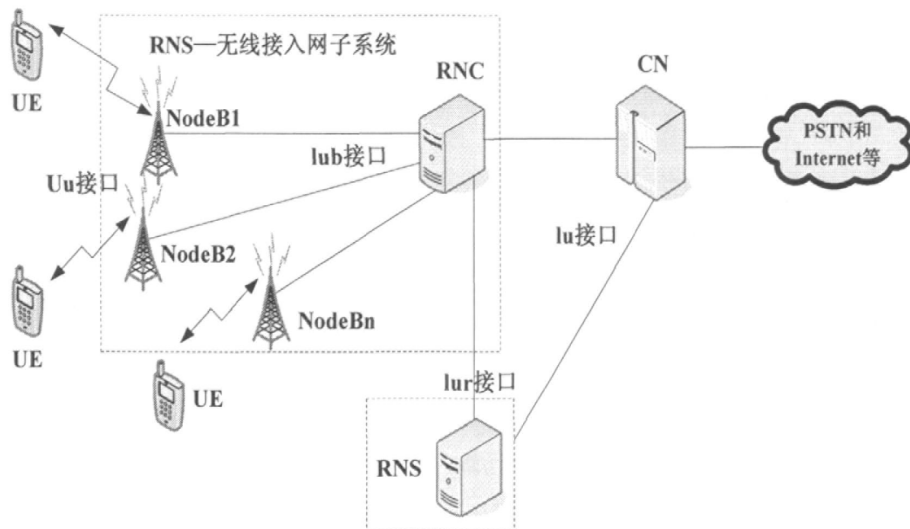 RNS—无线接入网子系统
UE
NodeB1
RNC
CN
PSTN和
Internet等
lub接口
Uu接口
NodeB2
lu接口
UE
NodeBn
UE
lur接口
RNS